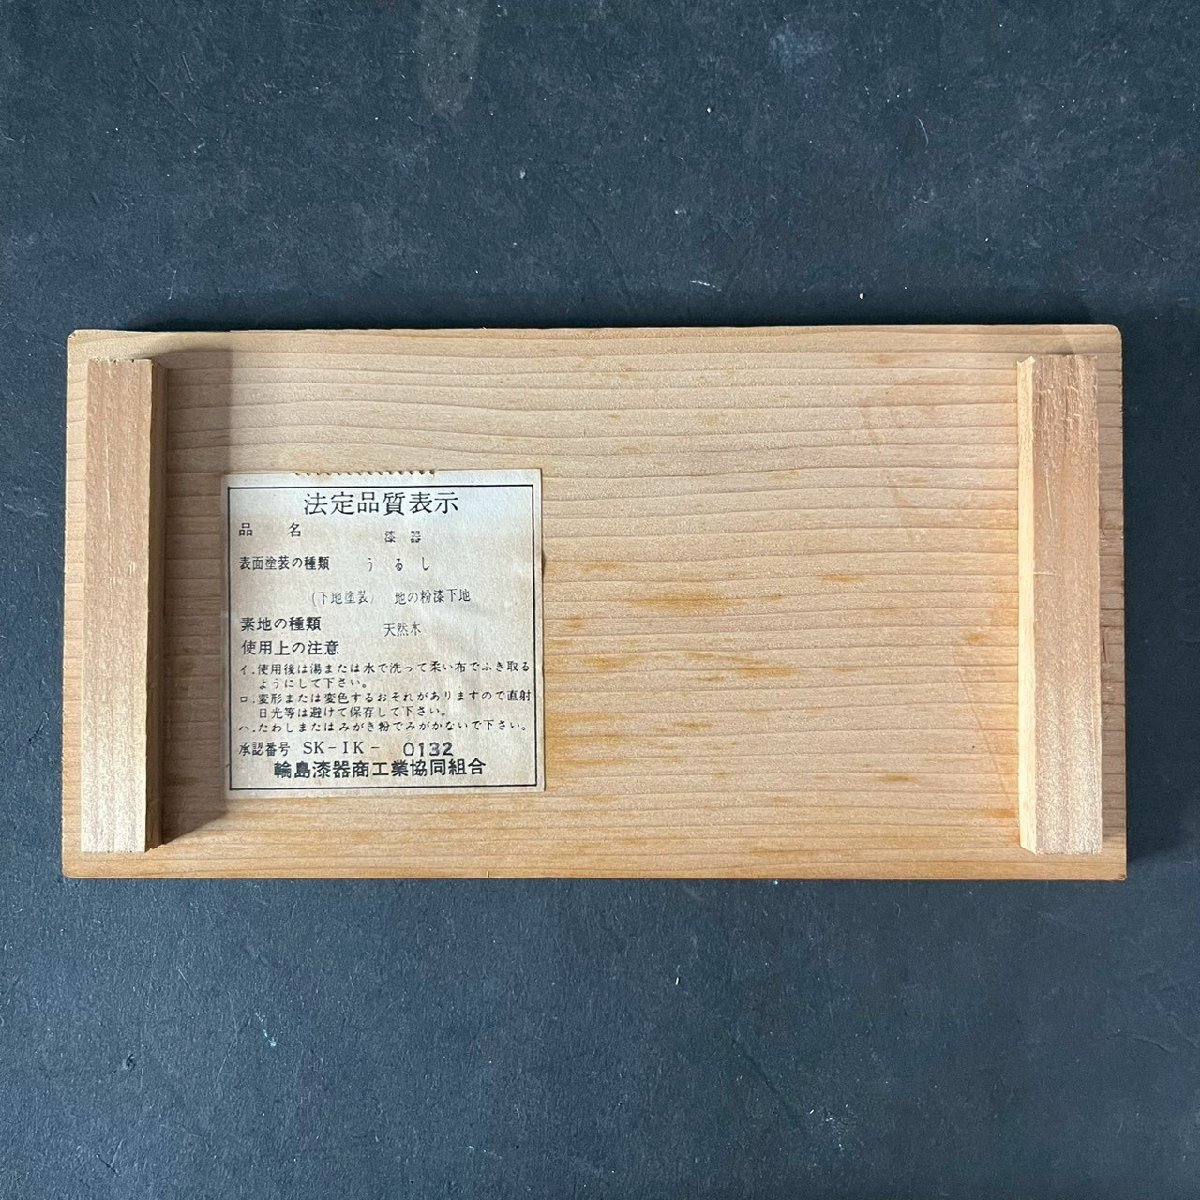 法定品質表示
品 名 漆 器
表面塗装の種類 うるし
(下地塗装) 地の粉漆下地
素地の種類 天然木
使用上の注意
イ.使用後は湯または水で洗って柔い布でふき取る
ようにして下さい。
ロ.変形または変色するおそれがありますので直射
日光等は避けて保存して下さい。
ハ.たわしまたはみがき粉でみがかないで下さい。
承認番号 SK-IK- 0132
輪島漆器商工業協同組合